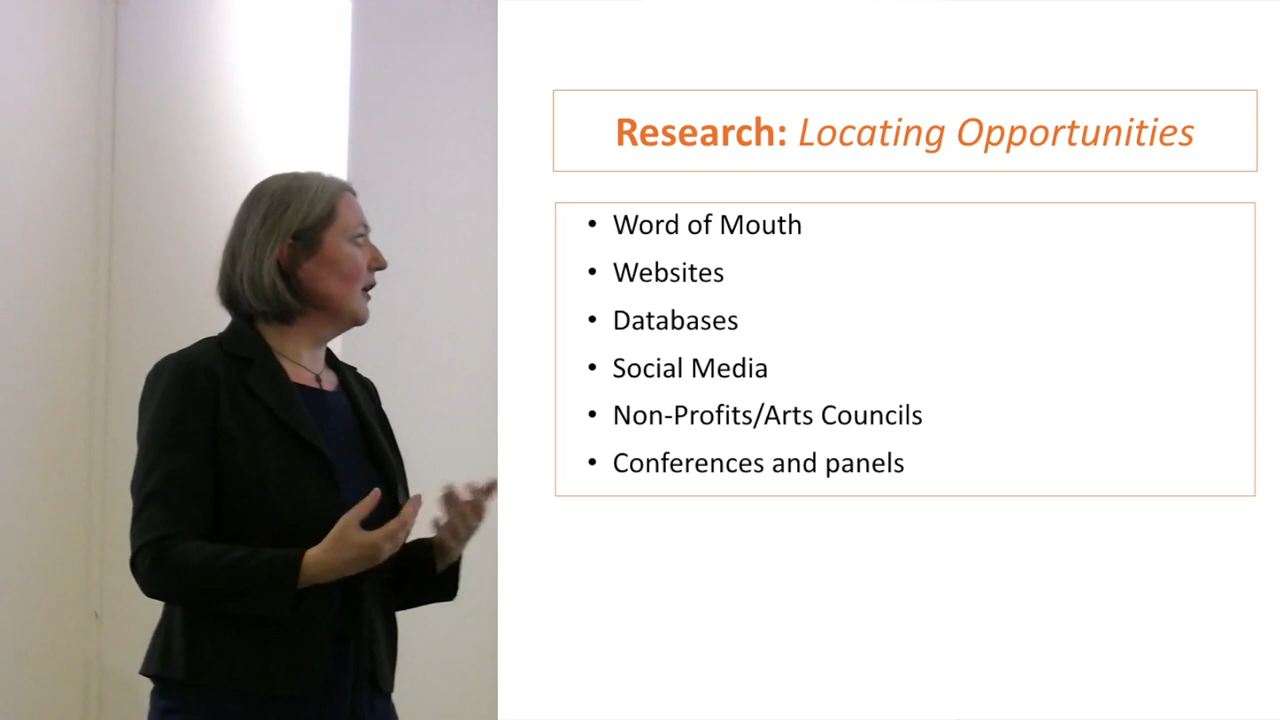 Research: Locating Opportunities
• Word of Mouth
• Websites
• Databases
• Social Media
• Non-Profits/Arts Councils
• Conferences and panels